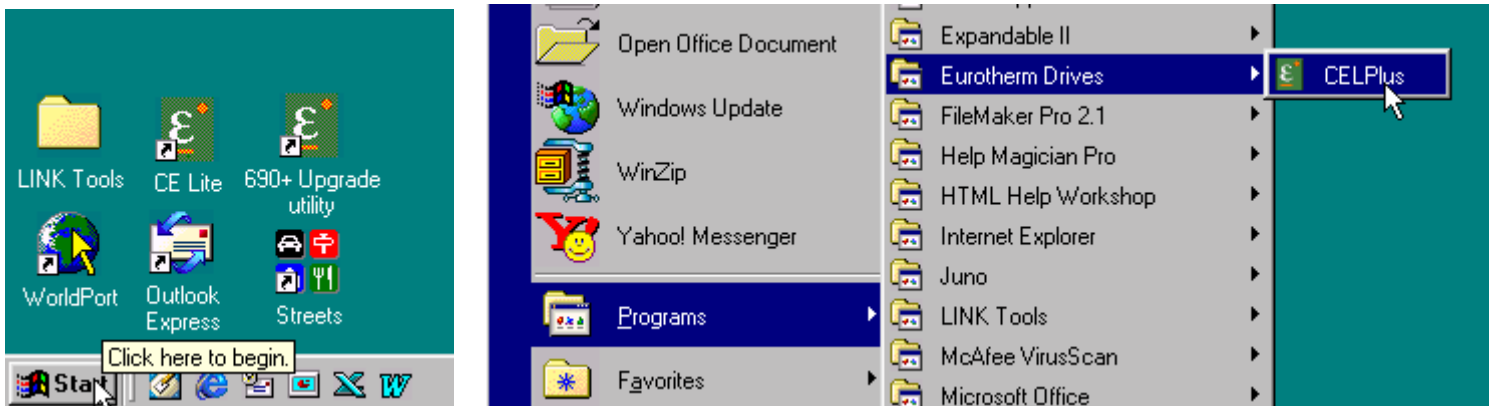 LINK Tools
CE Lite
690+ Upgrade
utility
WorldPort
Outlook
Express
Streets
Click here to begin.
Start
Open Office Document
Windows Update
WinZip
Yahoo! Messenger
Programs
Favorites
Expandable II
Eurotherm Drives
FileMaker Pro 2.1
Help Magician Pro
HTML Help Workshop
Internet Explorer
Juno
LINK Tools
McAfee VirusScan
Microsoft Office
CELPlus